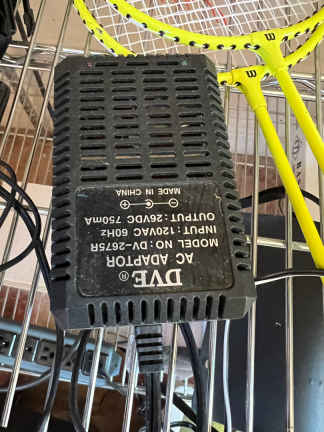 DVE®
AC ADAPTOR
MODEL NO: DV-2675R
INPUT : 120VAC 60Hz
OUTPUT : 26VDC 750mA
MADE IN CHINA
W
W